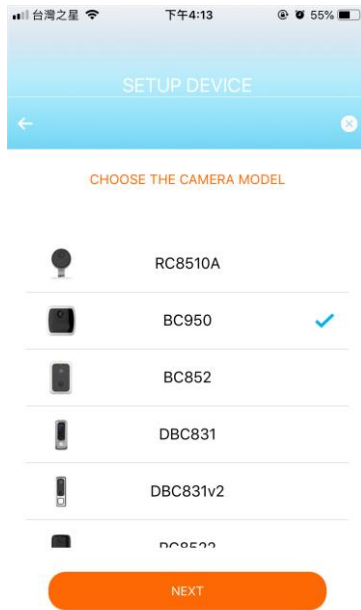 台灣之星 下午4:13 55%
SETUP DEVICE
CHOOSE THE CAMERA MODEL
RC8510A
BC950
BC852
DBC831
DBC831v2
NEXT